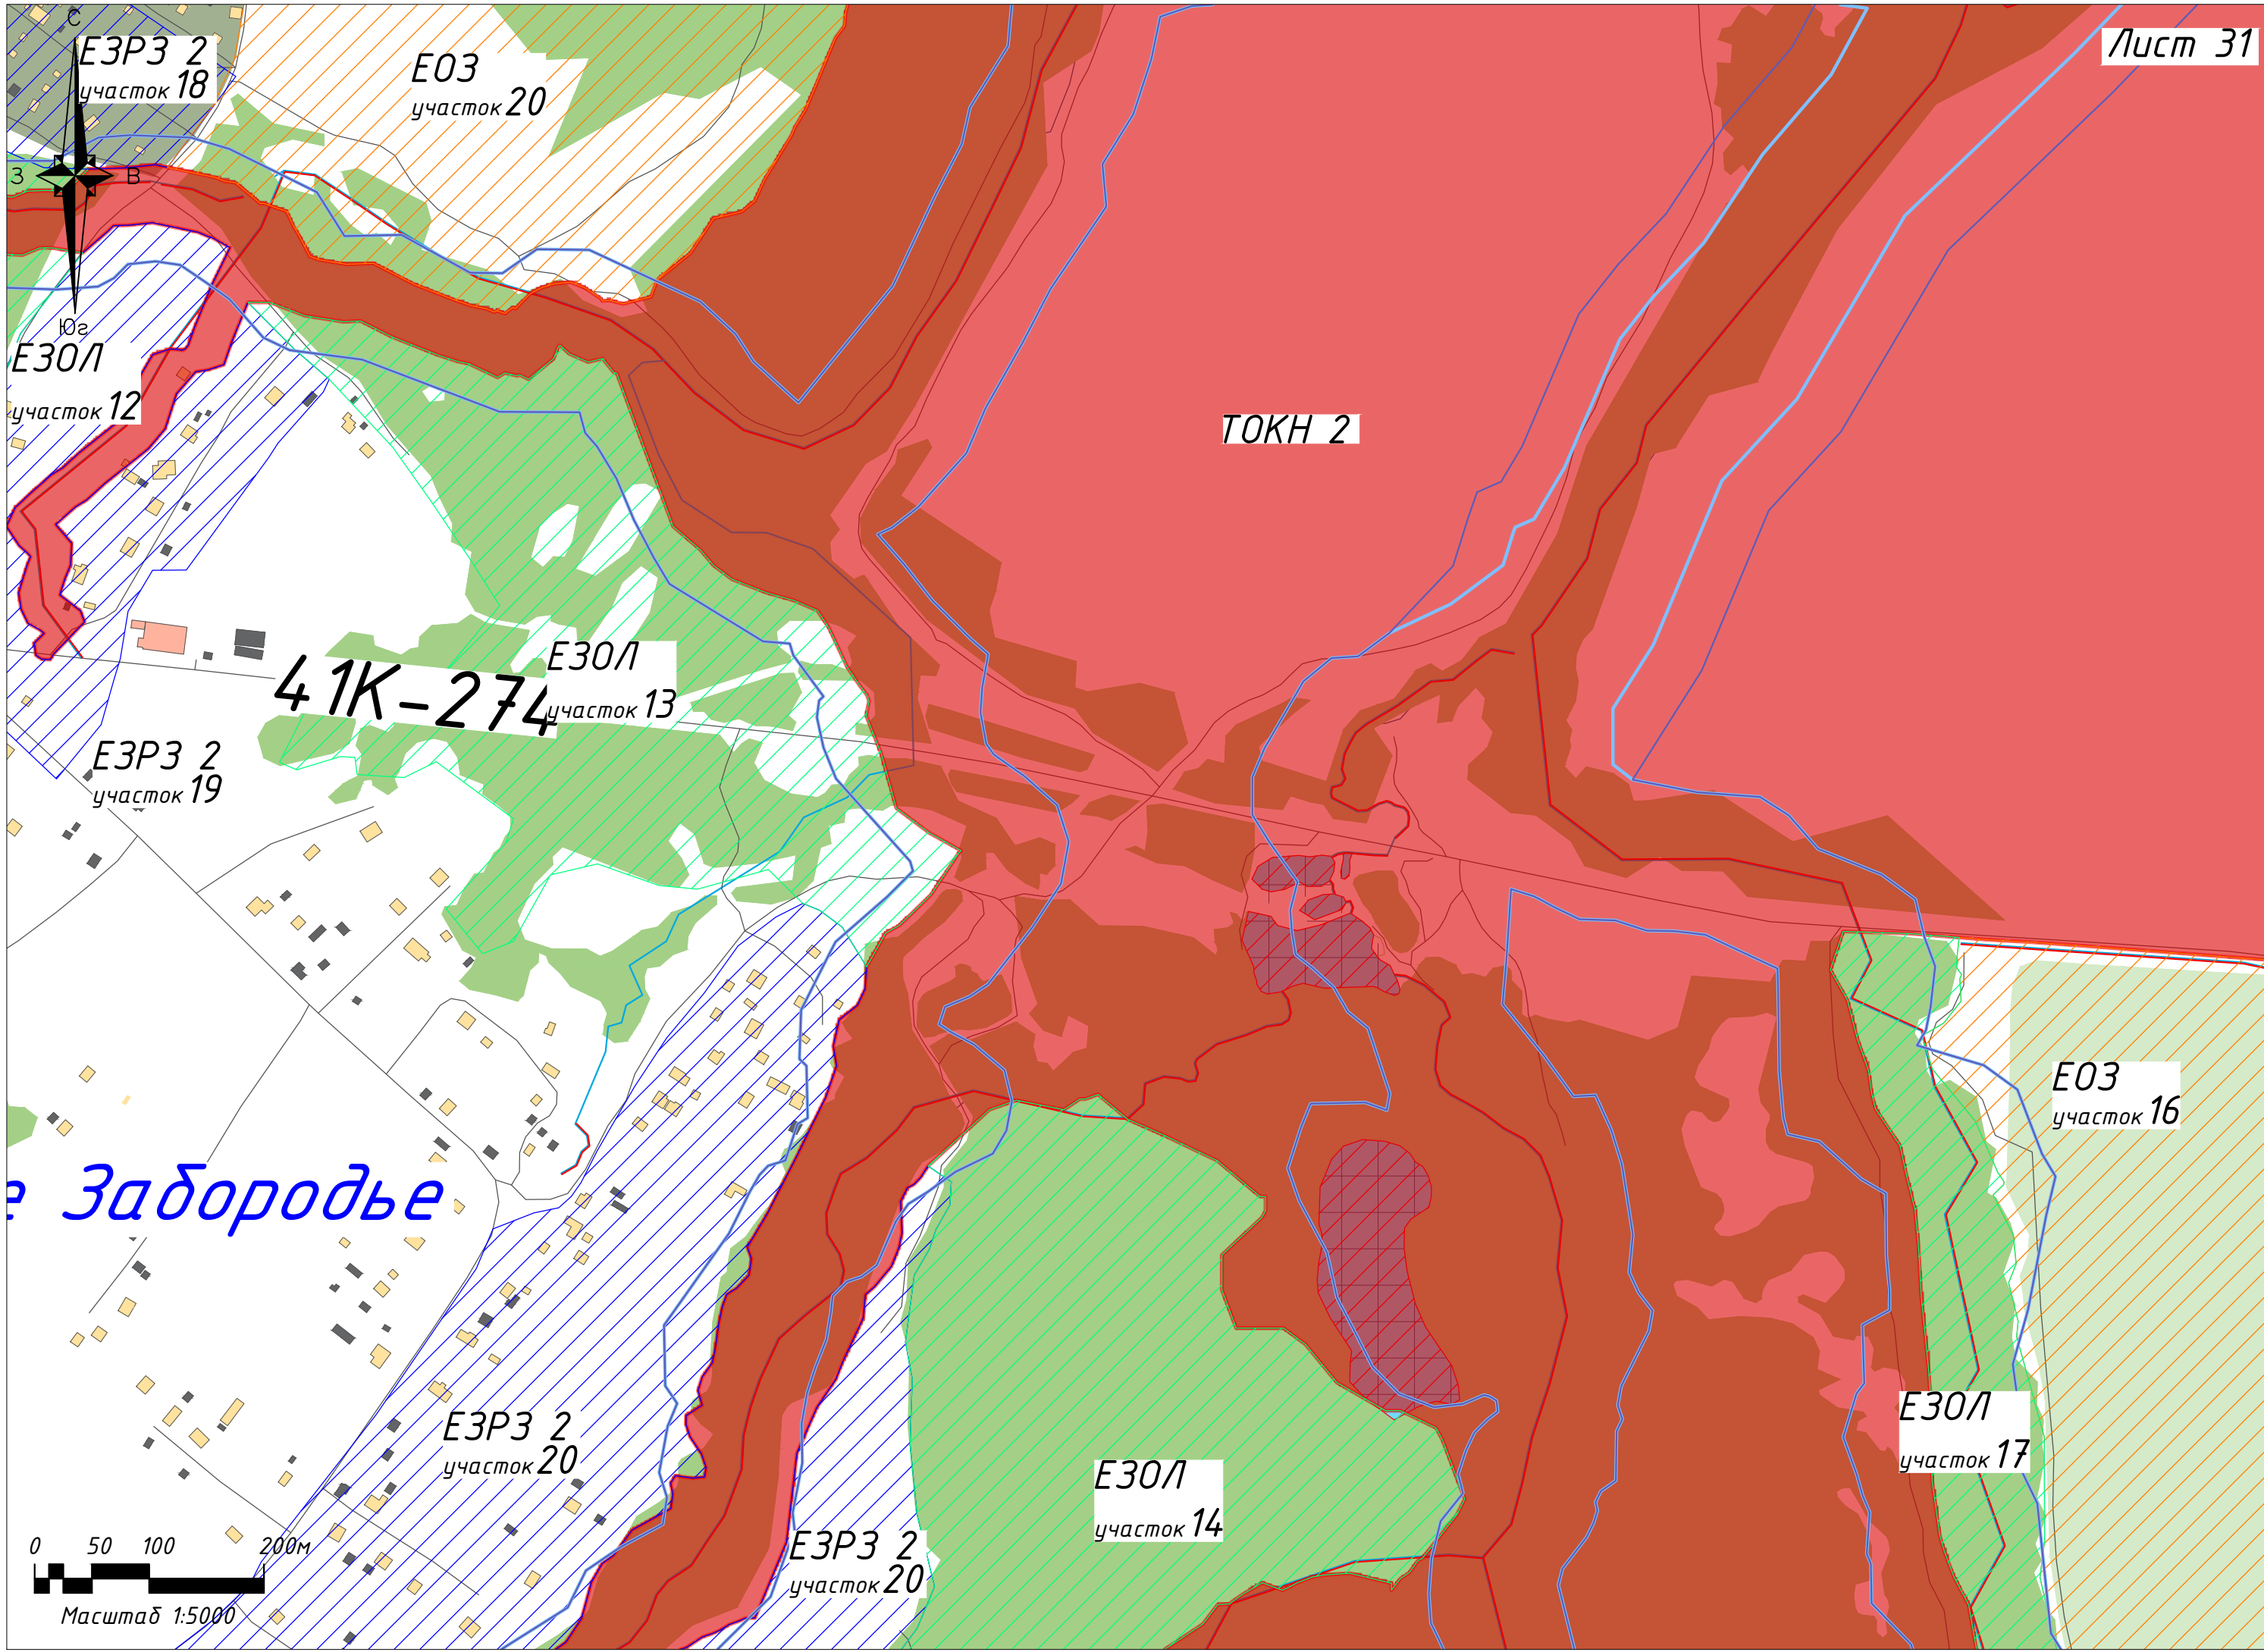 С
ЕЗРЗ 2
участок 18
ЕОЗ
участок 20
Лист 31
З
В
Юг
ЕЗОЛ
участок 12
ТОКН 2
ЕЗОЛ
участок 13
41К-274
ЕЗРЗ 2
участок 19
ЕОЗ
участок 16
е Забородье
ЕЗРЗ 2
участок 20
ЕЗОЛ
участок 17
ЕЗОЛ
участок 14
ЕЗРЗ 2
участок 20
0 50 100 200м
Масштаб 1:5000